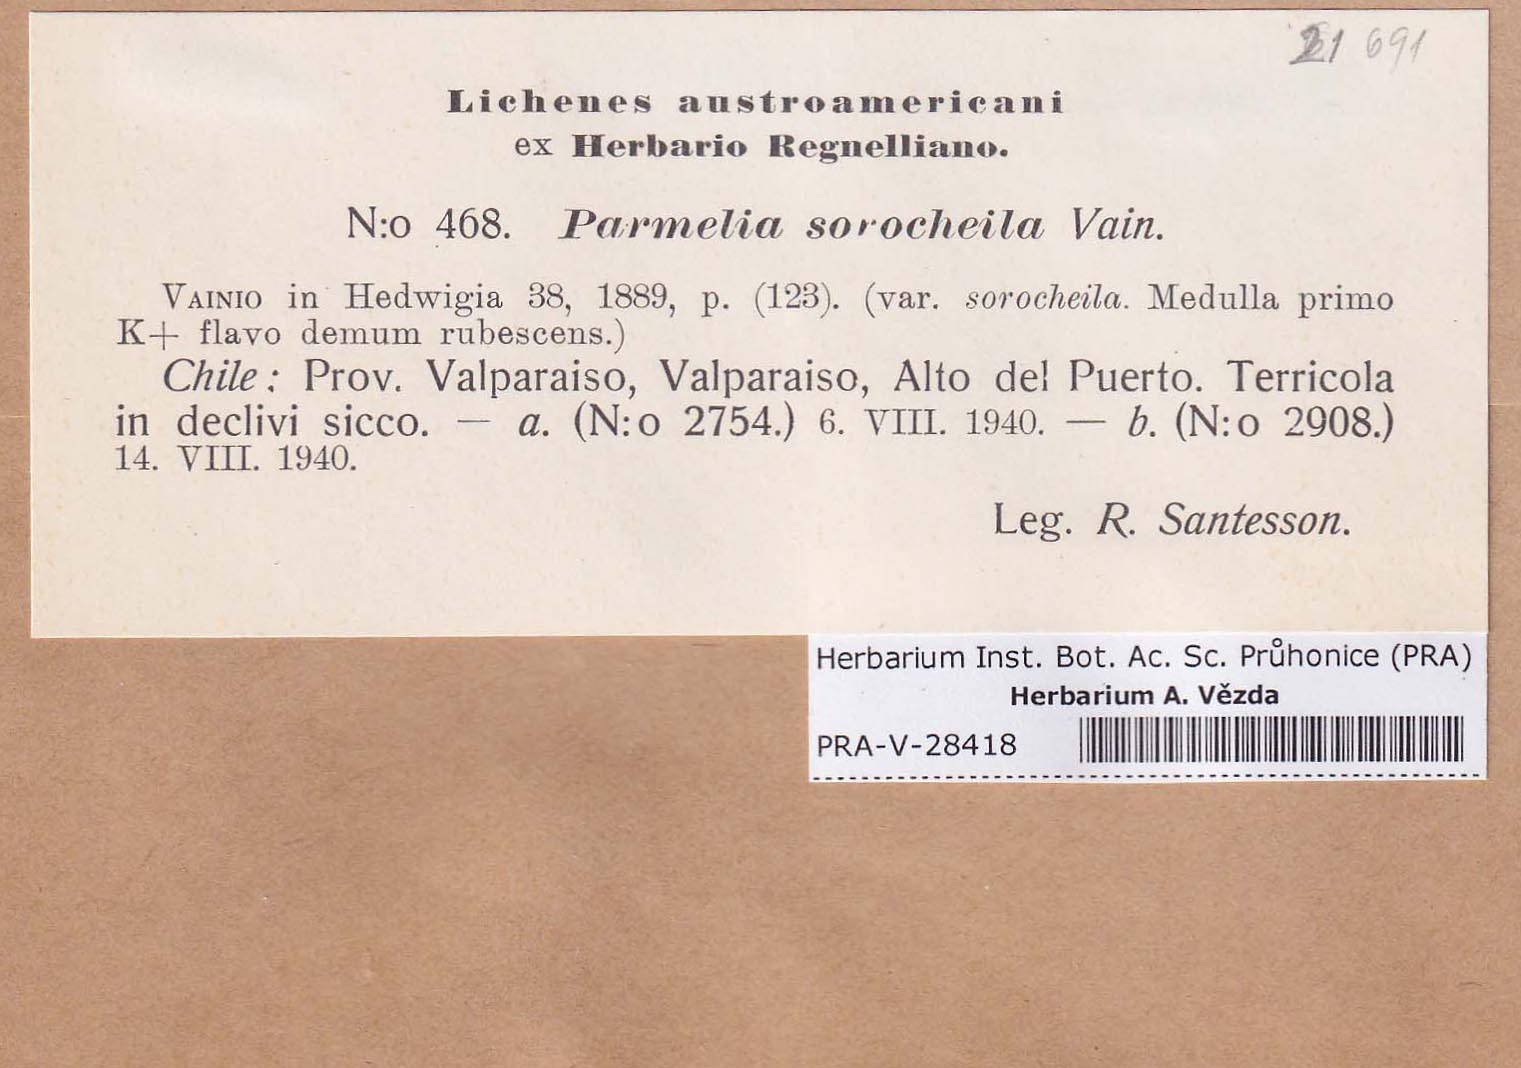 21 691
Lichenes austroamericani
ex Herbario Regnelliano.
N:o 468. Parmelia sorocheila Vain.
VAINIO in Hedwigia 38, 1889, p. (123). (var. sorocheila. Medulla primo
K+ flavo demum rubescens.)
Chile: Prov. Valparaiso, Valparaiso, Alto del Puerto. Terricola
in declivi sicco. — a. (N:o 2754.) 6. VIII. 1940. — b. (N:o 2908.)
14. VIII. 1940.
Leg. R. Santesson.
Herbarium Inst. Bot. Ac. Sc. Průhonice (PRA)
Herbarium A. Vězda
PRA-V-28418